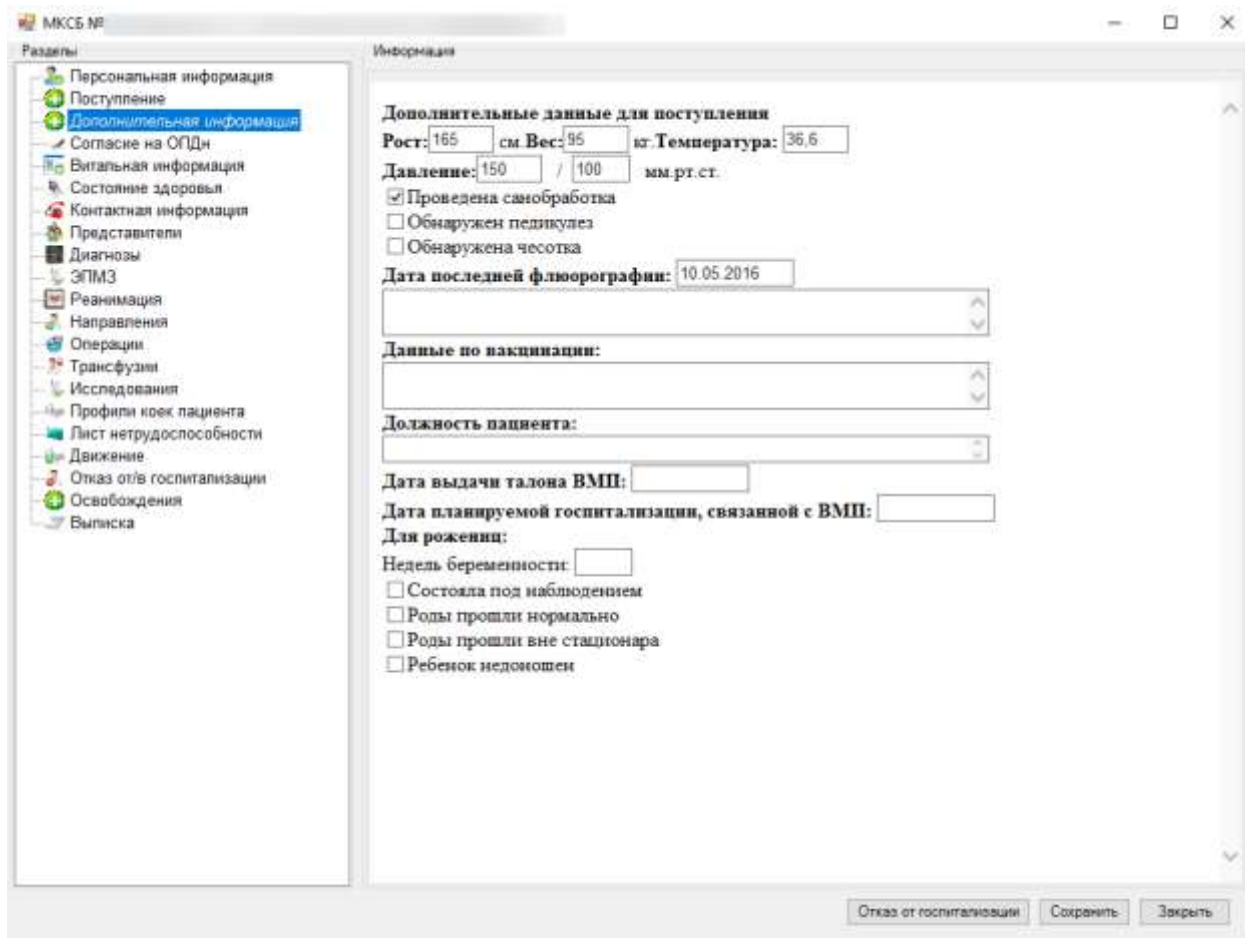 МКСБ №
Разделы
Персональная информация
Поступление
Дополнительная информация
Согласие на ОПДн
Витальная информация
Состояние здоровья
Контактная информация
Представители
Диагнозы
ЭПМЗ
Реанимация
Направления
Операции
Трансфузии
Исследования
Профили коек пациента
Лист нетрудоспособности
Движение
Отказ от/в госпитализации
Освобождения
Выписка
Информация
Дополнительные данные для поступления
Рост: 165 см.Вес: 95 кг.Температура: 36,6
Давление: 150 / 100 мм.рт.ст.
Проведена санобработка
Обнаружен педикулез
Обнаружена чесотка
Дата последней флюорографии: 10.05.2016
Данные по вакцинации:
Должность пациента:
Дата выдачи талона ВМП:
Дата планируемой госпитализации, связанной с ВМП:
Для рожениц:
Недель беременности:
Состояла под наблюдением
Роды прошли нормально
Роды прошли вне стационара
Ребенок недоношен
Отказ от госпитализации Сохранить Закрыть